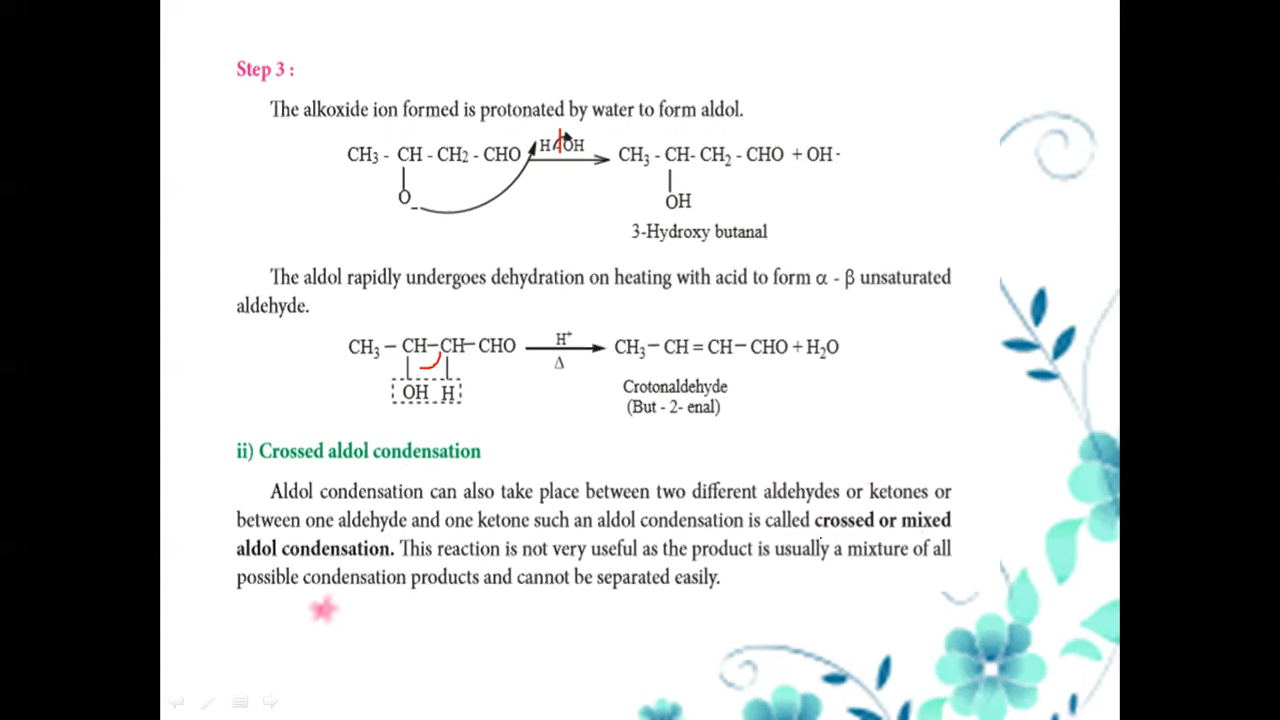 Step 3 :
The alkoxide ion formed is protonated by water to form aldol.
CH₃ - CH - CH₂ - CHO H OH CH₃ - CH- CH₂ - CHO + OH -
O - OH
3-Hydroxy butanal
The aldol rapidly undergoes dehydration on heating with acid to form α - β unsaturated
aldehyde.
CH₃ − CH−CH−CHO H⁺ CH₃− CH = CH− CHO + H₂O
Δ
OH H Crotonaldehyde
(But - 2- enal)
ii) Crossed aldol condensation
Aldol condensation can also take place between two different aldehydes or ketones or
between one aldehyde and one ketone such an aldol condensation is called crossed or mixed
aldol condensation. This reaction is not very useful as the product is usually a mixture of all
possible condensation products and cannot be separated easily.